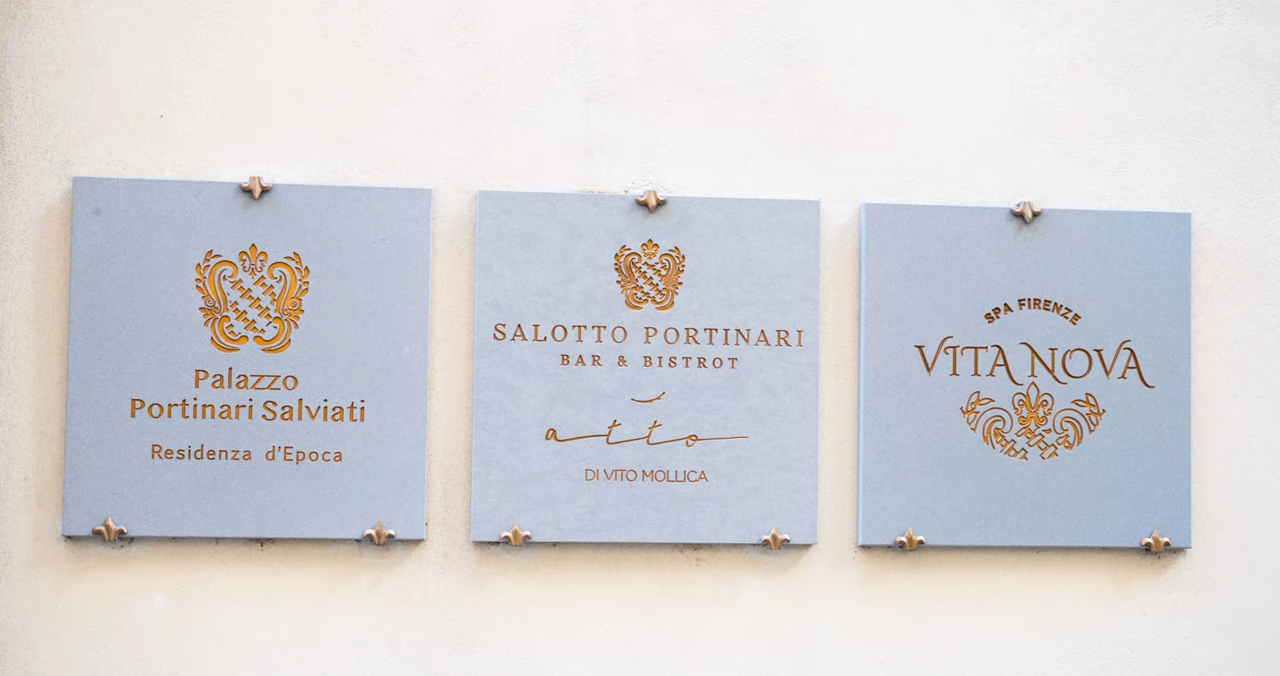 Palazzo
Portinari Salviati
Residenza d'Epoca
SALOTTO PORTINARI
BAR & BISTROT
atto
DI VITO MOLLICA
SPA FIRENZE
VITA NOVA